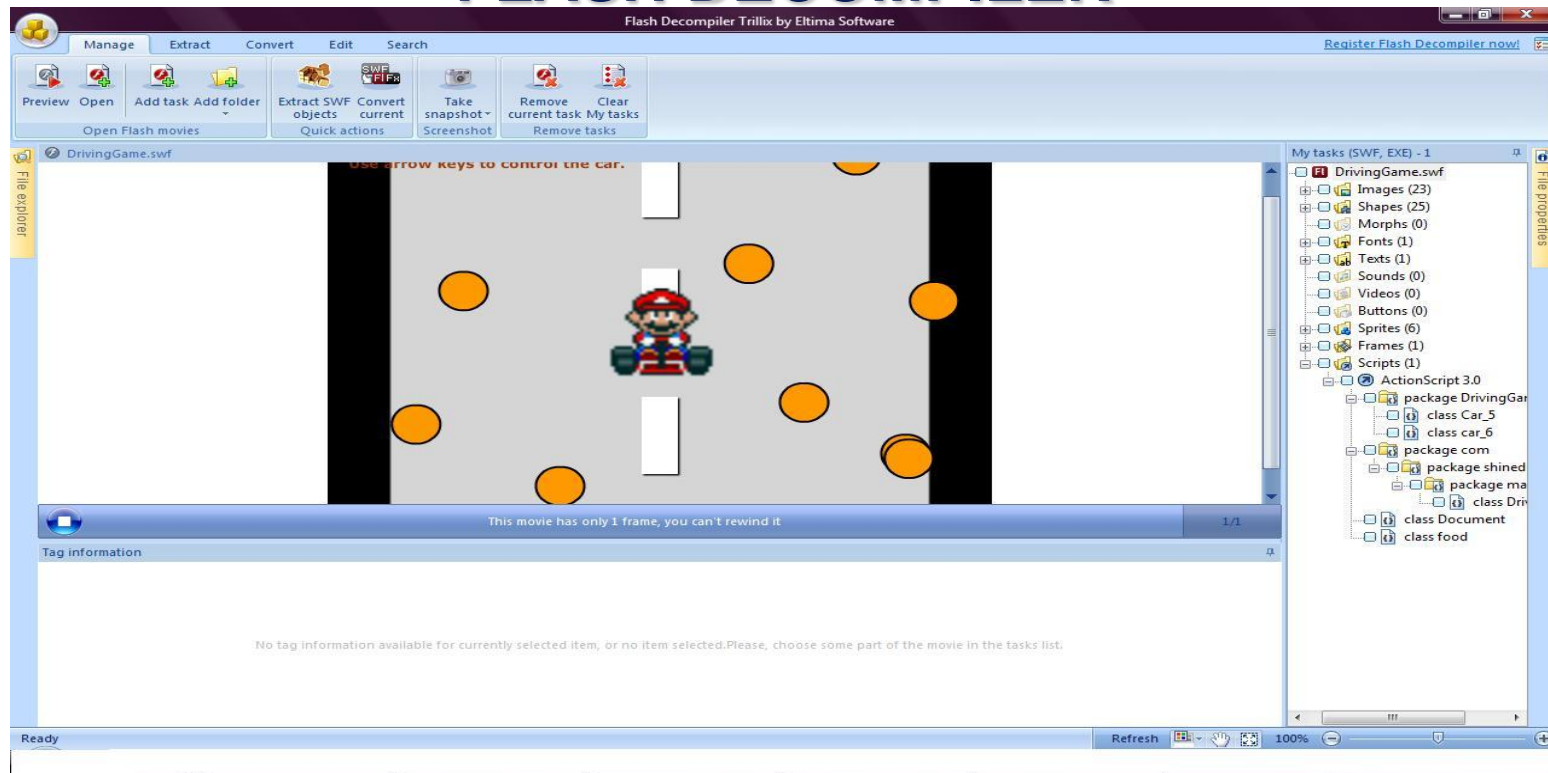 FLASH DECOMPILER
Flash Decompiler Trillix by Eltima Software
Manage Extract Convert Edit Search
Register Flash Decompiler now!
Preview Open Add task Add folder Extract SWF objects Convert current Take snapshot Remove current task Clear My tasks
SWF
Fl Fx
Open Flash movies Quick actions Screenshot Remove tasks
File explorer
DrivingGame.swf
Use arrow keys to control the car.
This movie has only 1 frame, you can't rewind it
1/1
Tag information
No tag information available for currently selected item, or no item selected.Please, choose some part of the movie in the tasks list.
My tasks (SWF, EXE) - 1
File properties
Fl DrivingGame.swf
Images (23)
Shapes (25)
Morphs (0)
Fonts (1)
Texts (1)
Sounds (0)
Videos (0)
Buttons (0)
Sprites (6)
Frames (1)
Scripts (1)
ActionScript 3.0
package DrivingGar
class Car_5
class car_6
package com
package shined
package ma
class Driv
class Document
class food
Ready
Refresh 100%